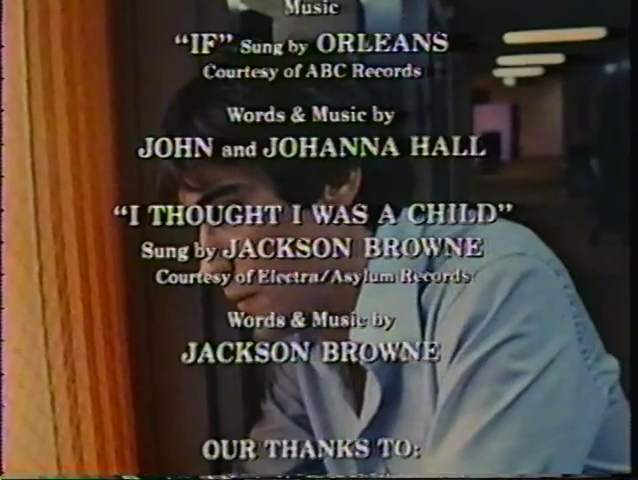 Music
“IF” Sung by ORLEANS
Courtesy of ABC Records
Words & Music by
JOHN and JOHANNA HALL
“I THOUGHT I WAS A CHILD”
Sung by JACKSON BROWNE
Courtesy of Electra/Asylum Records
Words & Music by
JACKSON BROWNE
OUR THANKS TO: